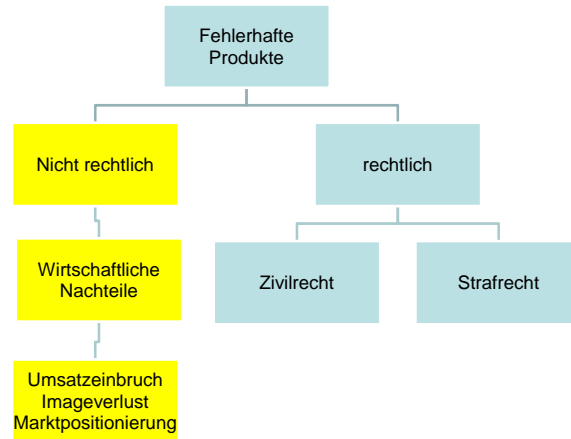 Fehlerhafte
Produkte
Nicht rechtlich
rechtlich
Wirtschaftliche
Nachteile
Zivilrecht
Strafrecht
Umsatzeinbruch
Imageverlust
Marktpositionierung